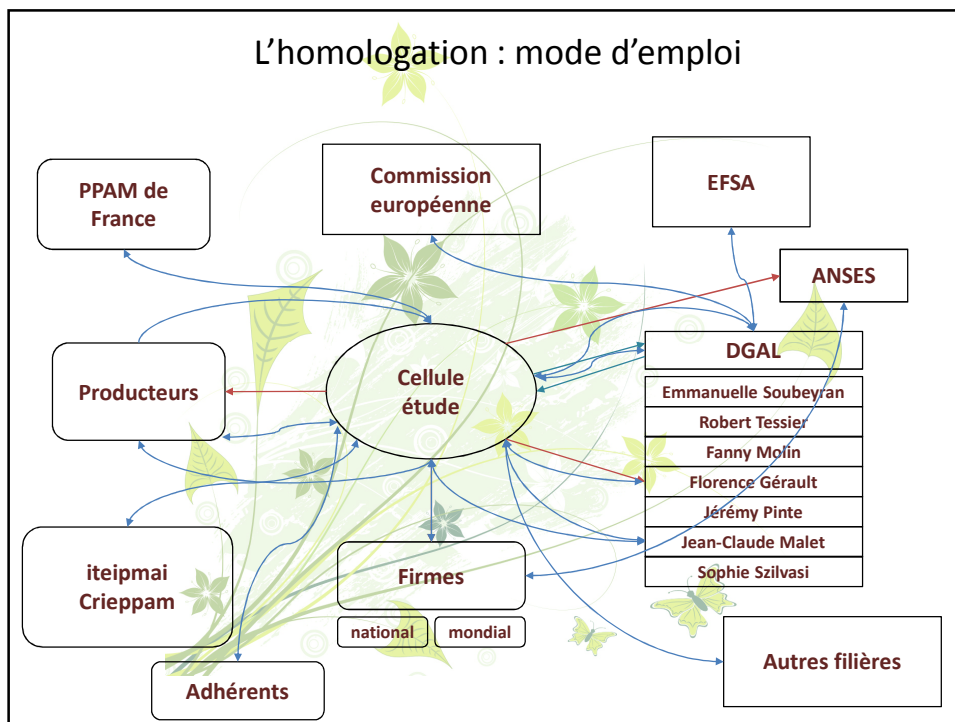 L’homologation : mode d’emploi
PPAM de
France
Commission
européenne
EFSA
ANSES
DGAL
Producteurs
Cellule
étude
Emmanuelle Soubeyran
Robert Tessier
Fanny Molin
Florence Gérault
Jérémy Pinte
Jean-Claude Malet
Sophie Szilvasi
iteipmai
Crieppam
Firmes
national
mondial
Adhérents
Autres filières